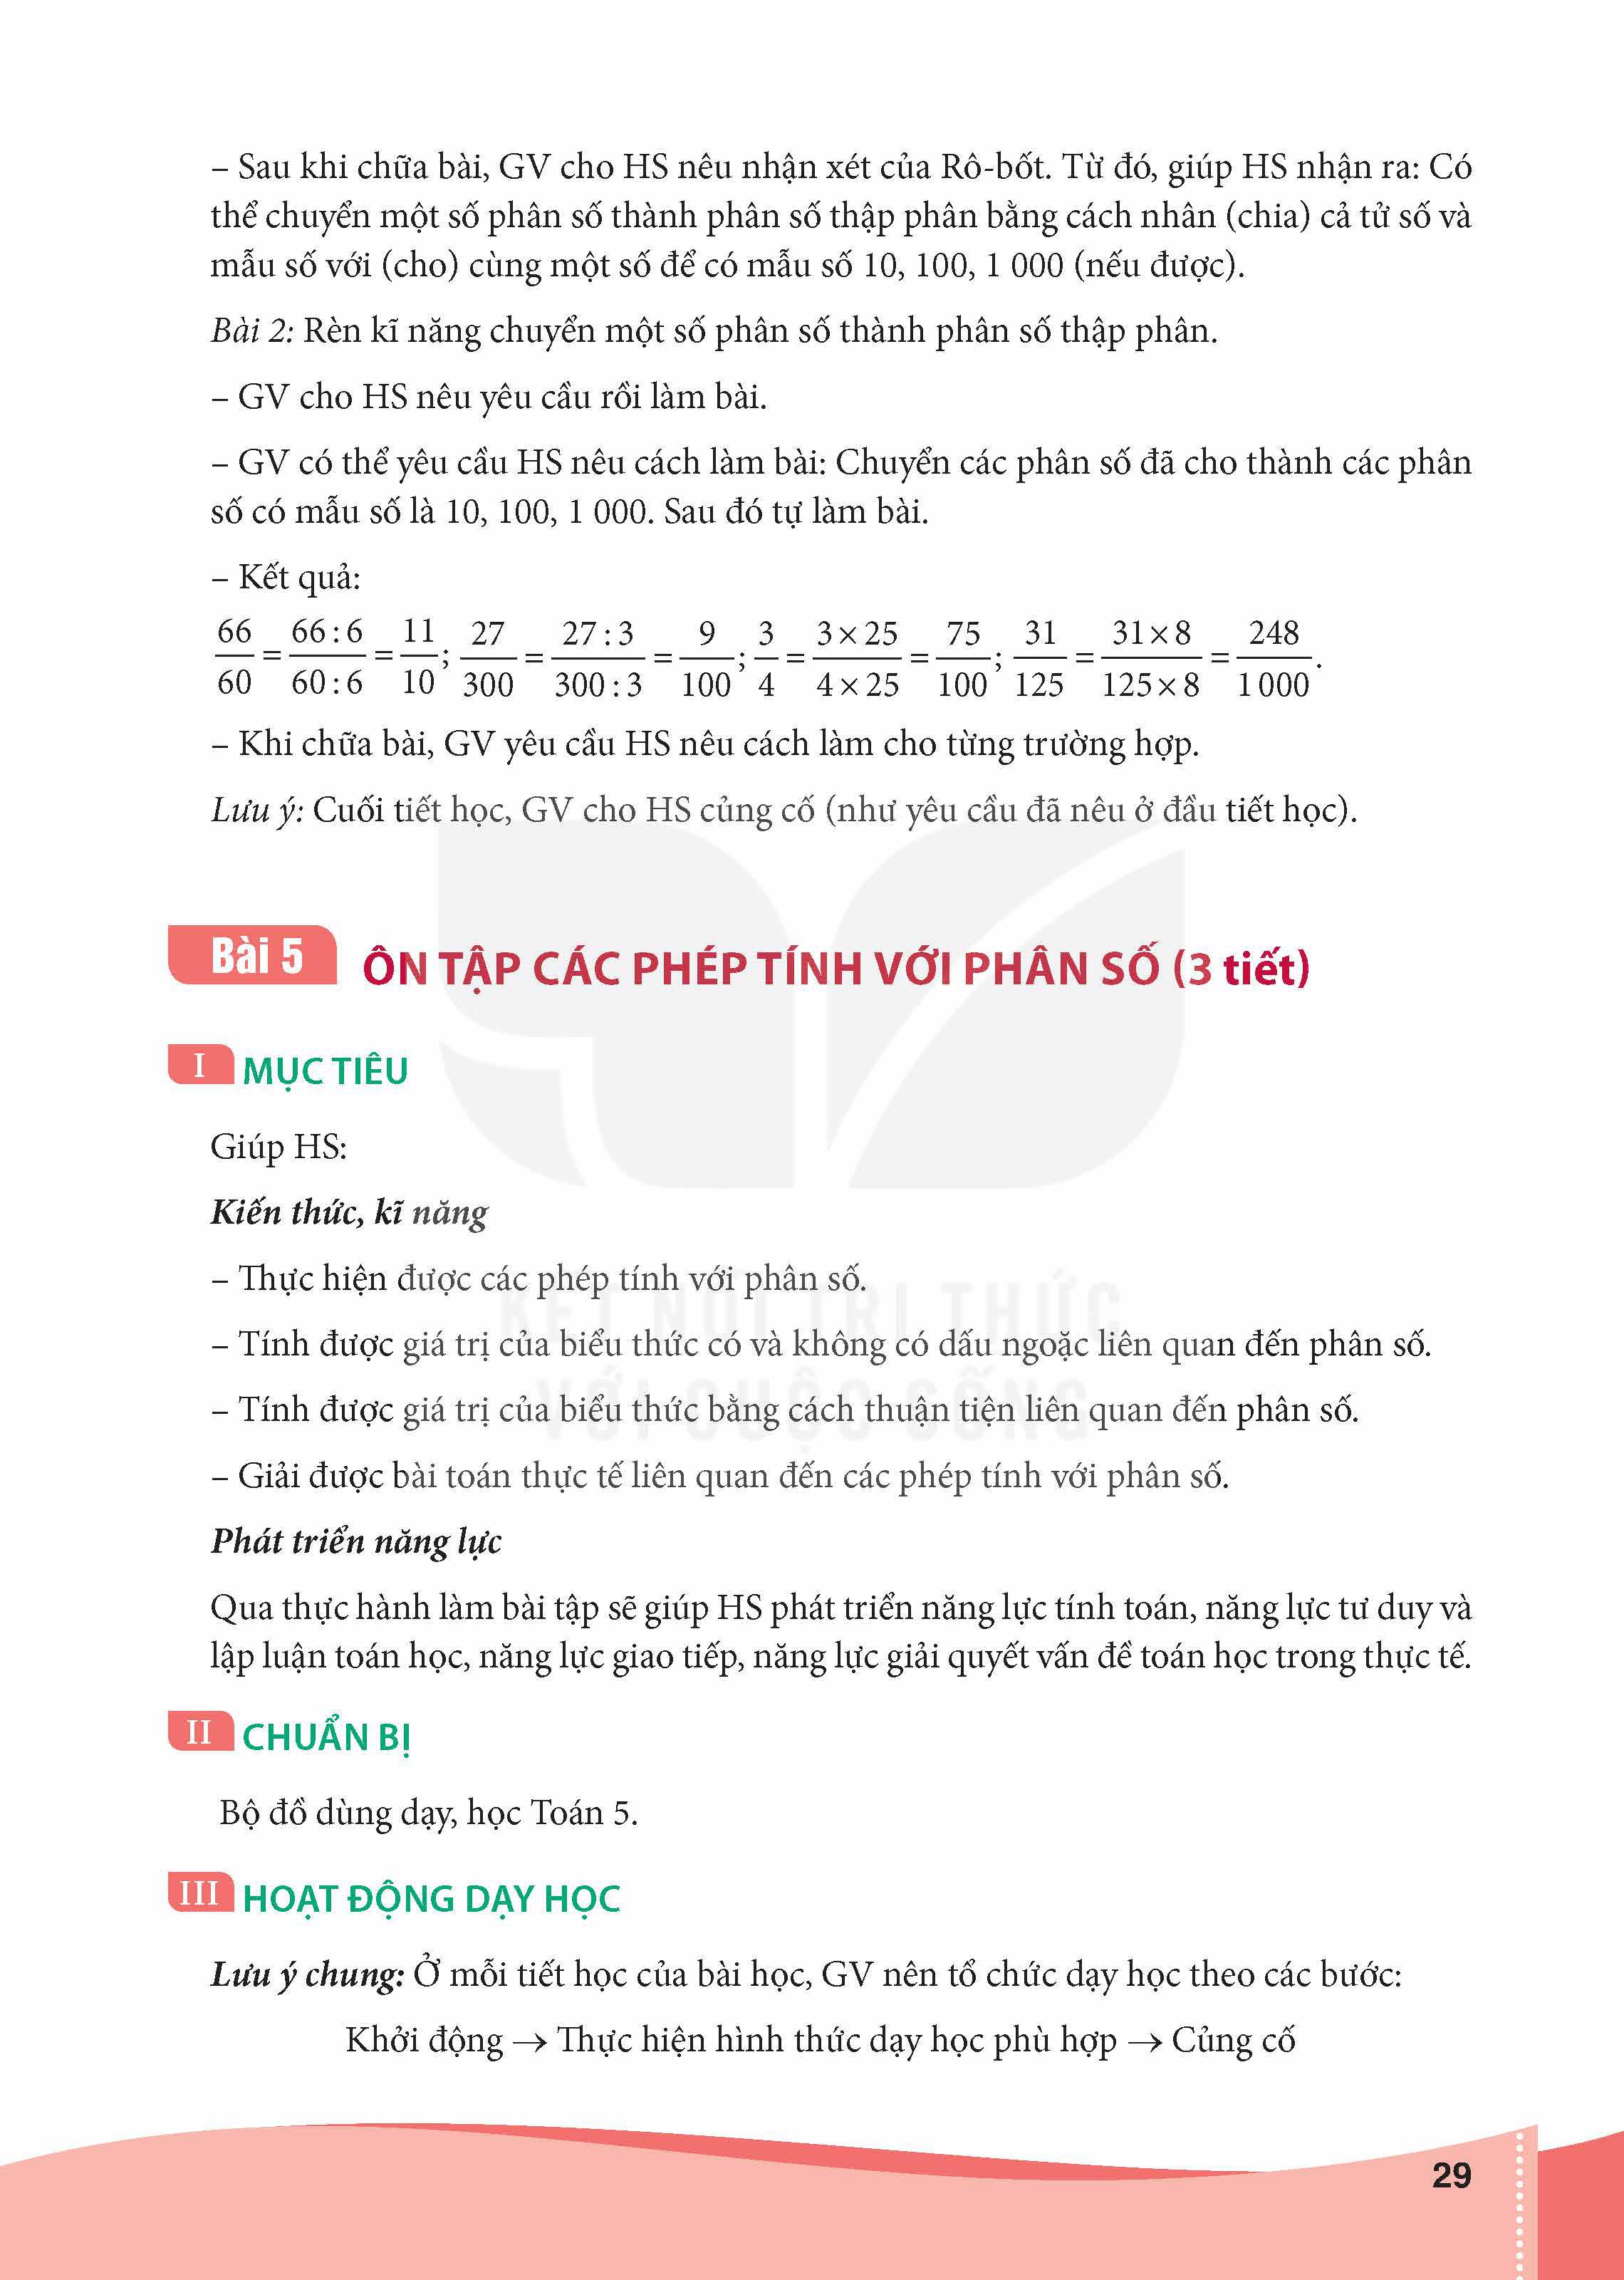 – Sau khi chữa bài, GV cho HS nêu nhận xét của Rô-bốt. Từ đó, giúp HS nhận ra: Có
thể chuyển một số phân số thành phân số thập phân bằng cách nhân (chia) cả tử số và
mẫu số với (cho) cùng một số để có mẫu số 10, 100, 1 000 (nếu được).
Bài 2: Rèn kĩ năng chuyển một số phân số thành phân số thập phân.
– GV cho HS nêu yêu cầu rồi làm bài.
– GV có thể yêu cầu HS nêu cách làm bài: Chuyển các phân số đã cho thành các phân
số có mẫu số là 10, 100, 1 000. Sau đó tự làm bài.
– Kết quả:
66/60 = 66 : 6/60 : 6 = 11/10; 27/300 = 27 : 3/300 : 3 = 9/100; 3/4 = 3 × 25/4 × 25 = 75/100; 31/125 = 31 × 8/125 × 8 = 248/1 000.
– Khi chữa bài, GV yêu cầu HS nêu cách làm cho từng trường hợp.
Lưu ý: Cuối tiết học, GV cho HS củng cố (như yêu cầu đã nêu ở đầu tiết học).
Bài 5 ÔN TẬP CÁC PHÉP TÍNH VỚI PHÂN SỐ (3 tiết)
I MỤC TIÊU
Giúp HS:
Kiến thức, kĩ năng
– Thực hiện được các phép tính với phân số.
KẾT NỐI TRI THỨC
– Tính được giá trị của biểu thức có và không có dấu ngoặc liên quan đến phân số.
VỚI CUỘC SỐNG
– Tính được giá trị của biểu thức bằng cách thuận tiện liên quan đến phân số.
– Giải được bài toán thực tế liên quan đến các phép tính với phân số.
Phát triển năng lực
Qua thực hành làm bài tập sẽ giúp HS phát triển năng lực tính toán, năng lực tư duy và
lập luận toán học, năng lực giao tiếp, năng lực giải quyết vấn đề toán học trong thực tế.
II CHUẨN BỊ
Bộ đồ dùng dạy, học Toán 5.
III HOẠT ĐỘNG DẠY HỌC
Lưu ý chung: Ở mỗi tiết học của bài học, GV nên tổ chức dạy học theo các bước:
Khởi động → Thực hiện hình thức dạy học phù hợp → Củng cố
29